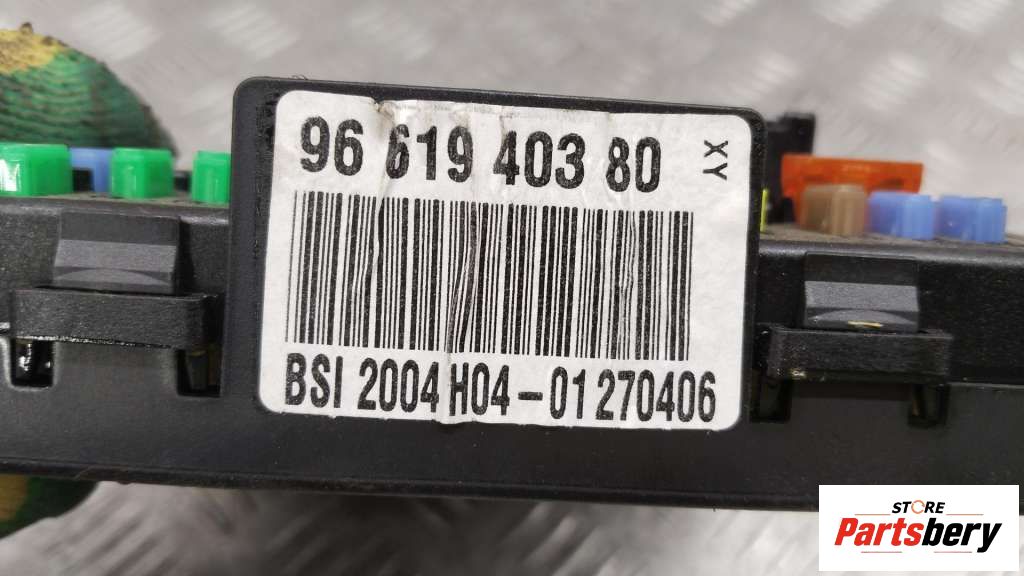 96 619 403 80
XY
BSI 2004 H04-01 270406
STORE
Partsbery